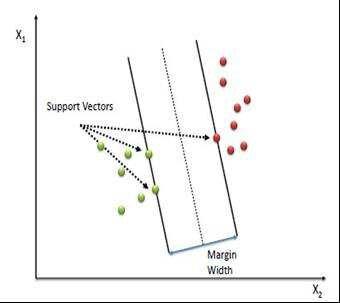 X1
Support Vectors
Margin
Width
X2